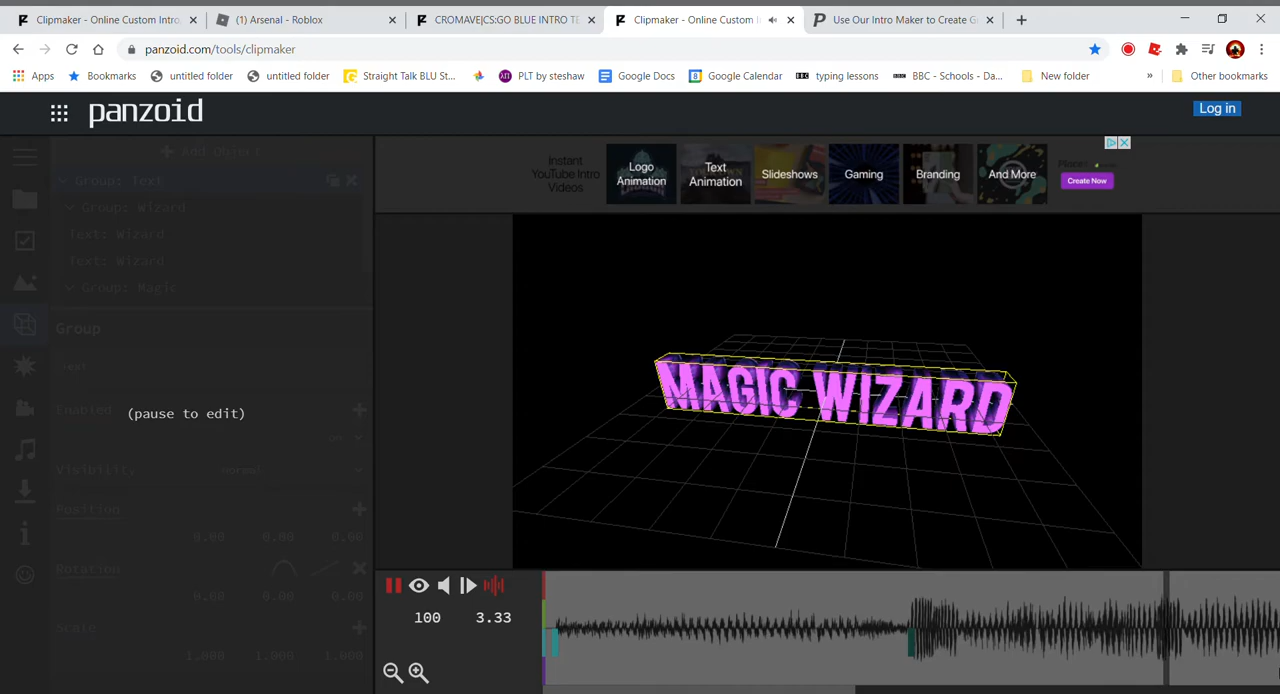 Clipmaker - Online Custom Intro
(1) Arsenal - Roblox
CROMAVE|CS:GO BLUE INTRO TE
Clipmaker - Online Custom I
Use Our Intro Maker to Create G
panzoid.com/tools/clipmaker
Apps
Bookmarks
untitled folder
untitled folder
Straight Talk BLU St...
PLT by steshaw
Google Docs
Google Calendar
typing lessons
BBC - Schools - Da...
New folder
»
Other bookmarks
panzoid
Log in
Instant
YouTube Intro
Videos
Logo
Animation
Text
Animation
Slideshows
Gaming
Branding
And More
Create Now
Group: Text
Group: Wizard
Text: Wizard
Text: Wizard
Group: Magic
Group
Text
Enabled
(pause to edit)
on
Visibility
normal
Position
0.00 0.00 0.00
Rotation
0.00 0.00 0.00
Scale
1.000 1.000 1.000
MAGIC WIZARD
100
3.33